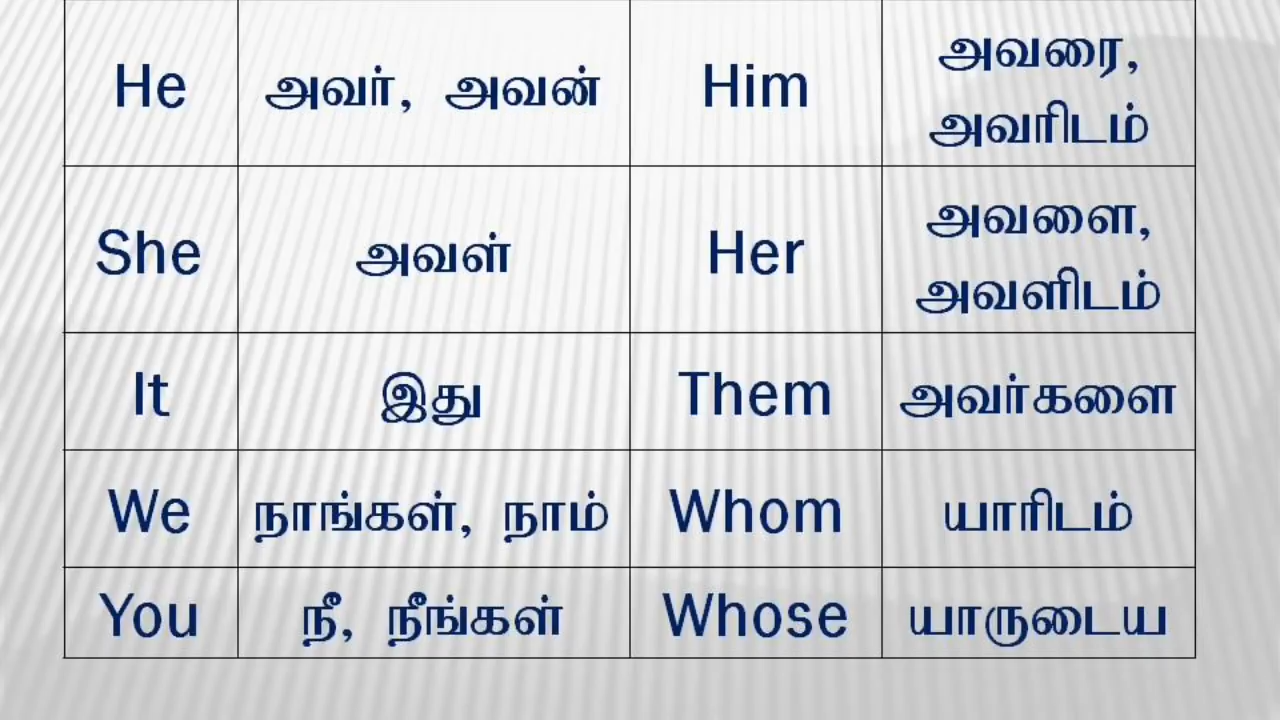 He அவர், அவன் Him அவரை,
அவரிடம்
She அவள் Her அவளை,
அவளிடம்
It இது Them அவர்களை
We நாங்கள், நாம் Whom யாரிடம்
You நீ, நீங்கள் Whose யாருடைய